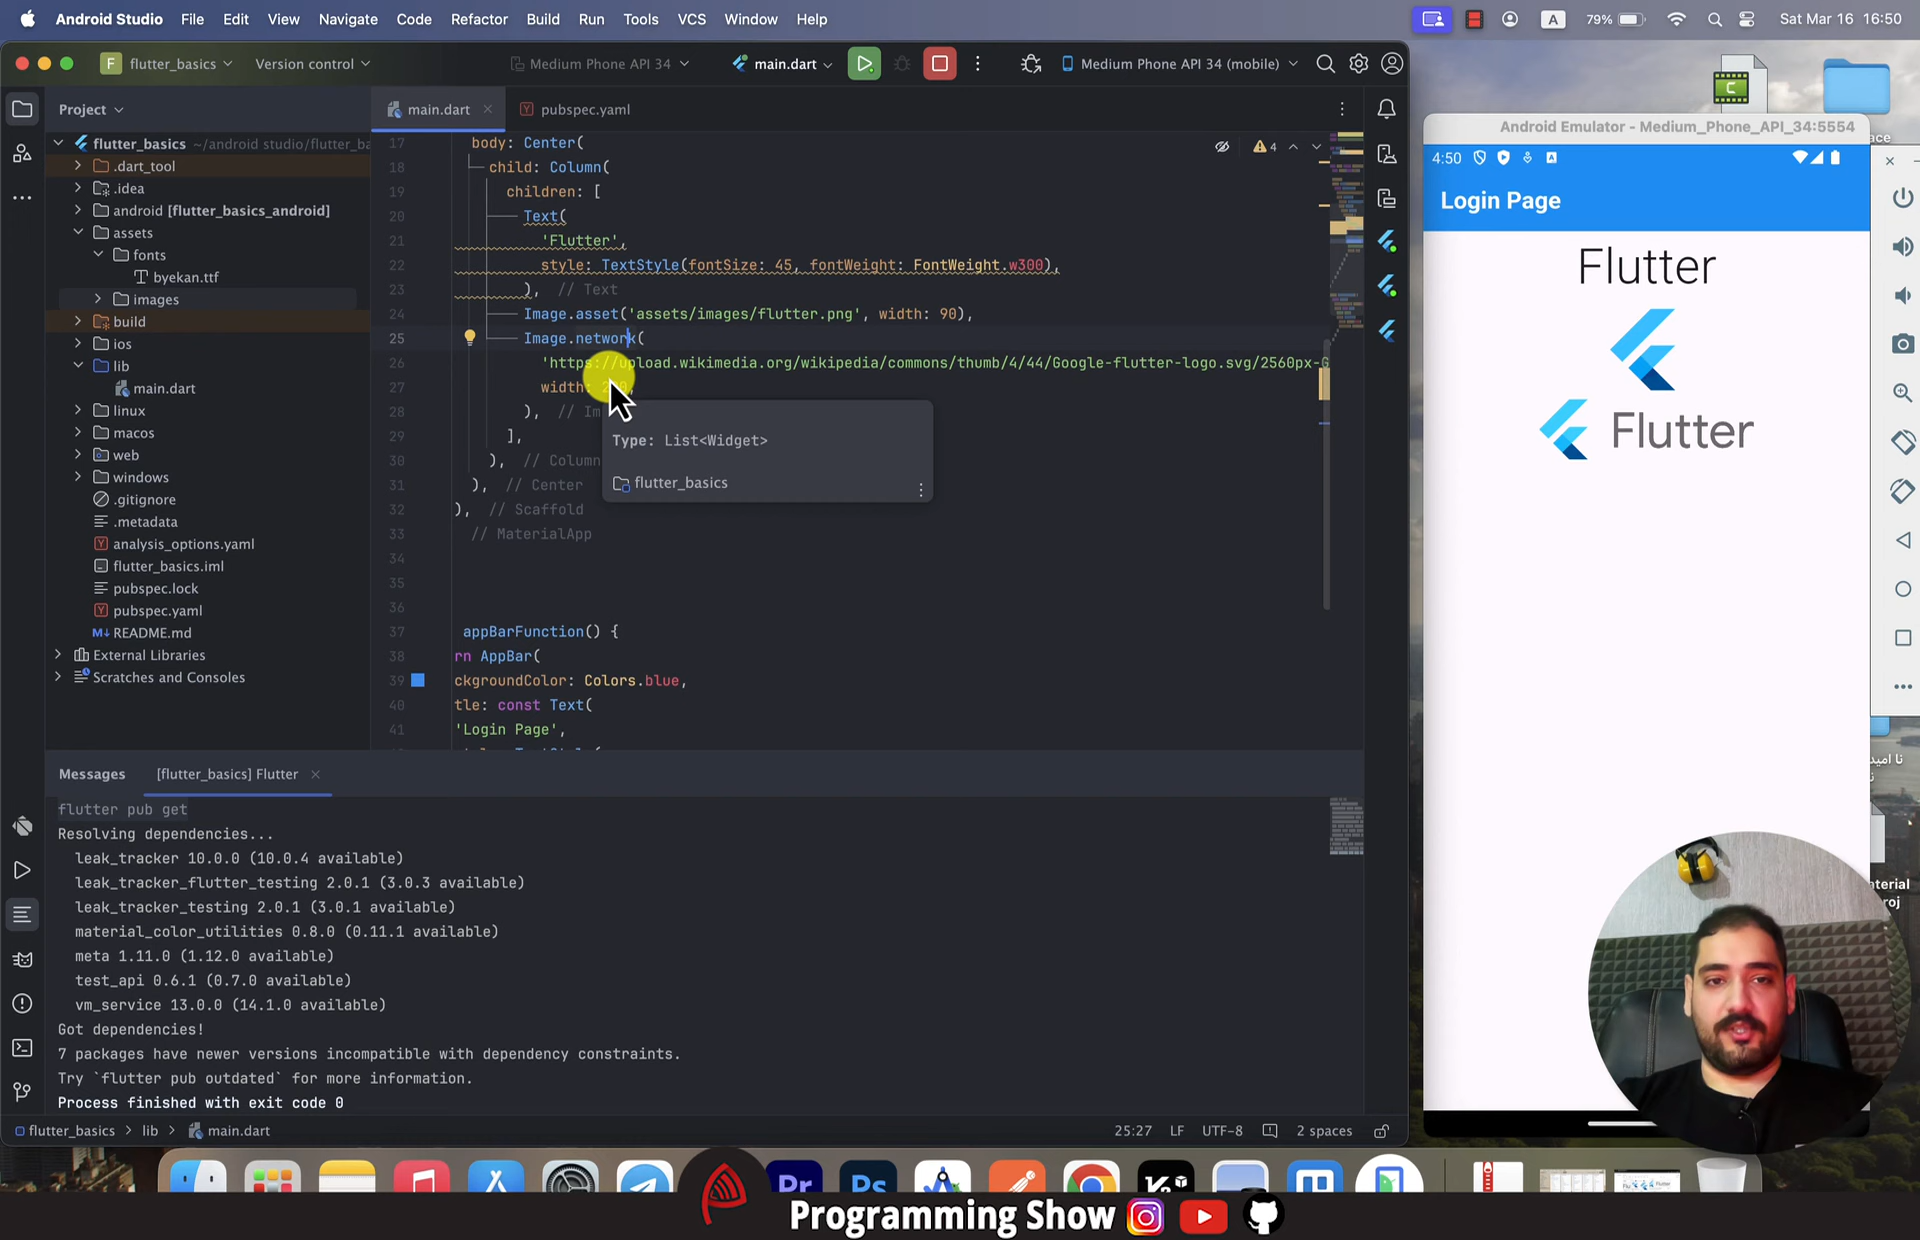 Android Studio File Edit View Navigate Code Refactor Build Run Tools VCS Window Help
A 79% Sat Mar 16 16:50
F flutter_basics Version control Medium Phone API 34 main.dart Medium Phone API 34 (mobile)
Project
main.dart pubspec.yaml
flutter_basics ~/android studio/flutter_ba
.dart_tool
.idea
android [flutter_basics_android]
assets
fonts
byekan.ttf
images
build
ios
lib
main.dart
linux
macos
web
windows
.gitignore
.metadata
analysis_options.yaml
flutter_basics.iml
pubspec.lock
pubspec.yaml
README.md
External Libraries
Scratches and Consoles
4
17 body: Center(
18 child: Column(
19 children: [
20 Text(
21 'Flutter',
22 style: TextStyle(fontSize: 45, fontWeight: FontWeight.w300),
23 ), // Text
24 Image.asset('assets/images/flutter.png', width: 90),
25 Image.network(
26 'https://upload.wikimedia.org/wikipedia/commons/thumb/4/44/Google-flutter-logo.svg/2560px-G
27 width:
28 ), // Im
29 ],
30 ), // Column
31 ), // Center
32 ), // Scaffold
33 // MaterialApp
34
35
36
37 appBarFunction() {
38 rn AppBar(
39 ckgroundColor: Colors.blue,
40 tle: const Text(
41 'Login Page',
Type: List<Widget>
flutter_basics
Messages [flutter_basics] Flutter
flutter pub get
Resolving dependencies...
leak_tracker 10.0.0 (10.0.4 available)
leak_tracker_flutter_testing 2.0.1 (3.0.3 available)
leak_tracker_testing 2.0.1 (3.0.1 available)
material_color_utilities 0.8.0 (0.11.1 available)
meta 1.11.0 (1.12.0 available)
test_api 0.6.1 (0.7.0 available)
vm_service 13.0.0 (14.1.0 available)
Got dependencies!
7 packages have newer versions incompatible with dependency constraints.
Try `flutter pub outdated` for more information.
Process finished with exit code 0
flutter_basics > lib > main.dart
25:27 LF UTF-8 2 spaces
Android Emulator - Medium_Phone_API_34:5554
4:50
Login Page
Flutter
Flutter
ace
نا امید
terial
roj
Pr Ps
Programming Show